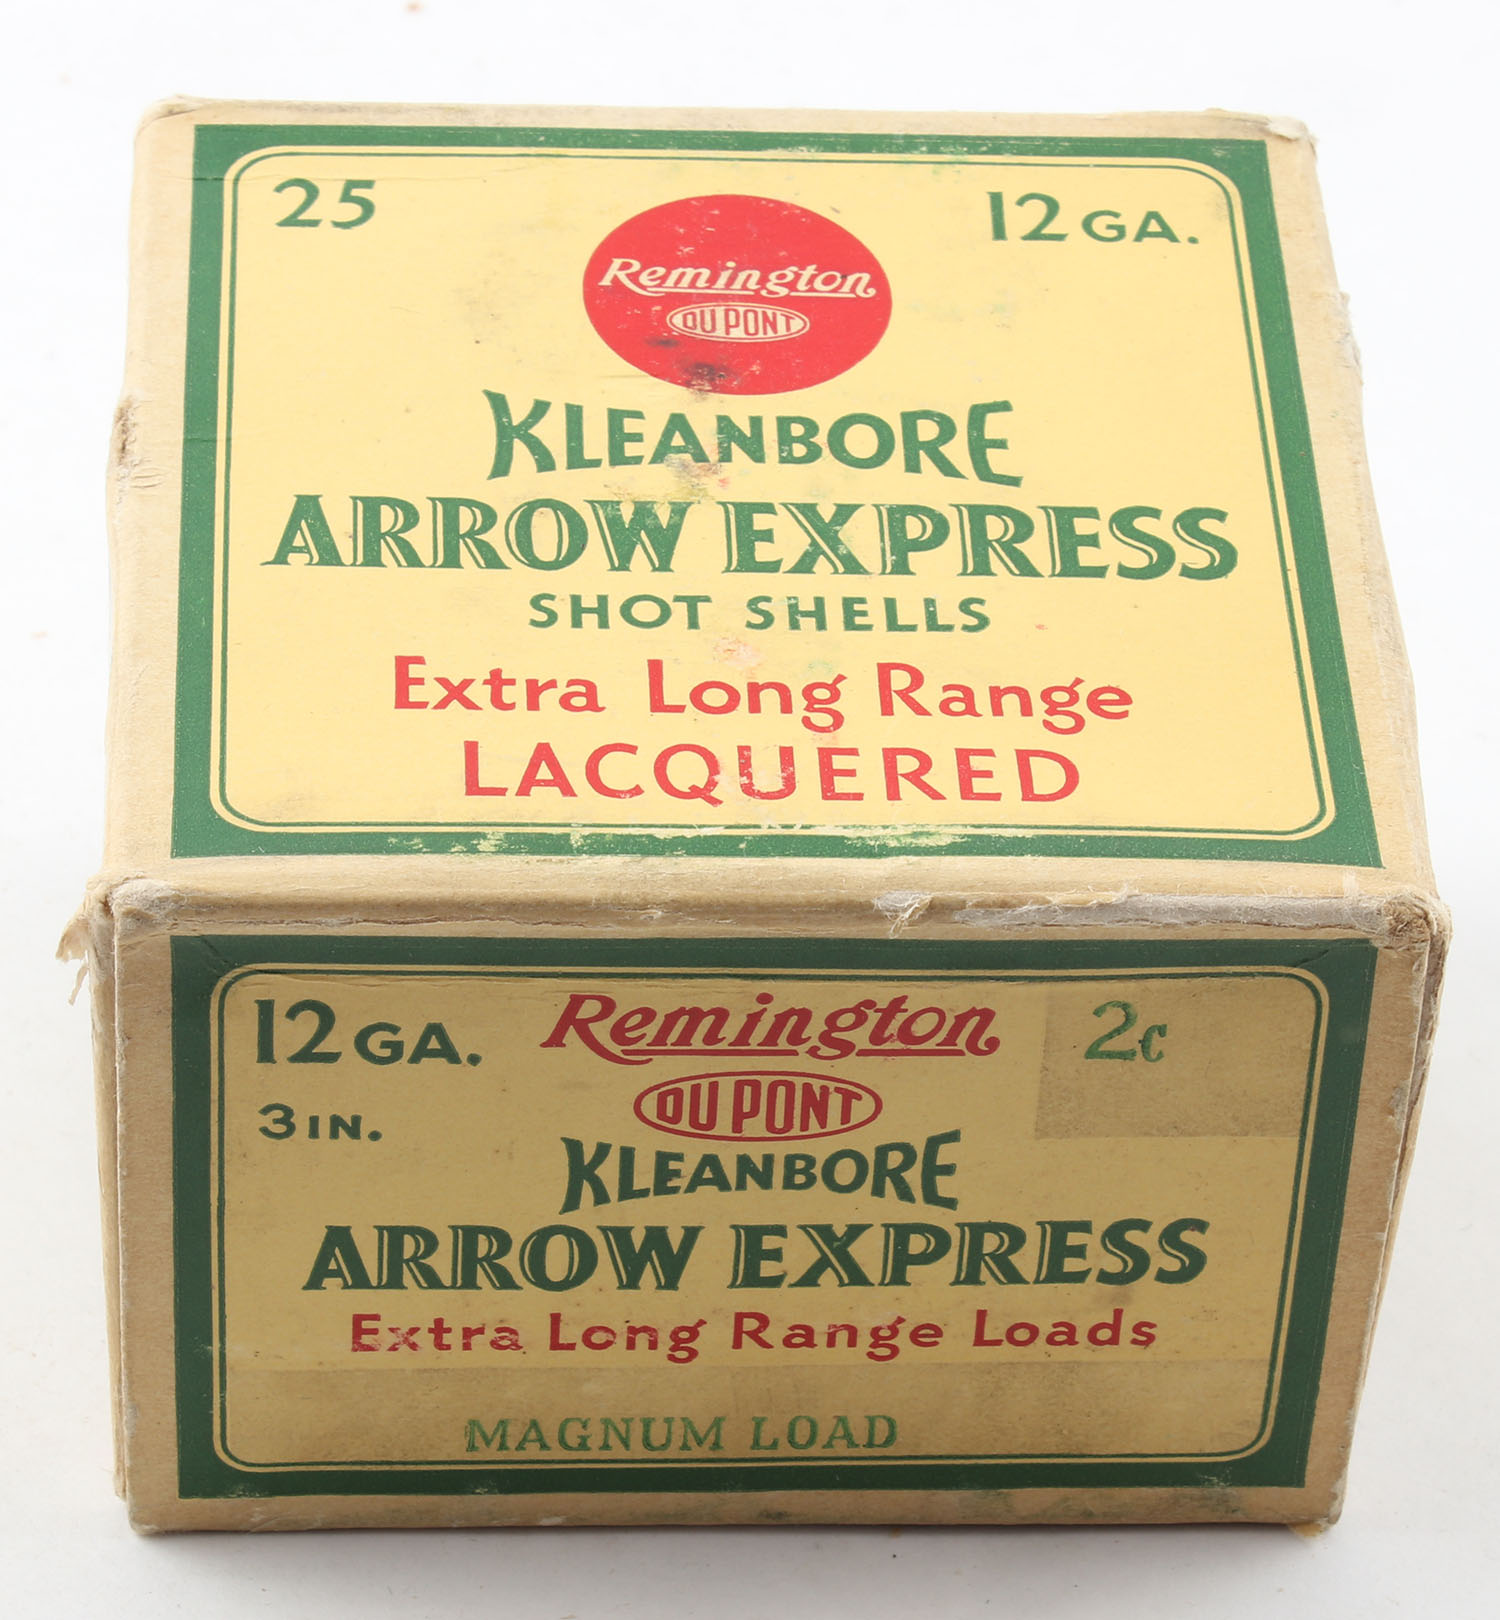 25
12 GA.
Remington
DU PONT
KLEANBORE
ARROW EXPRESS
SHOT SHELLS
Extra Long Range
LACQUERED
12 GA.
Remington
2c
3 IN.
DU PONT
KLEANBORE
ARROW EXPRESS
Extra Long Range Loads
MAGNUM LOAD